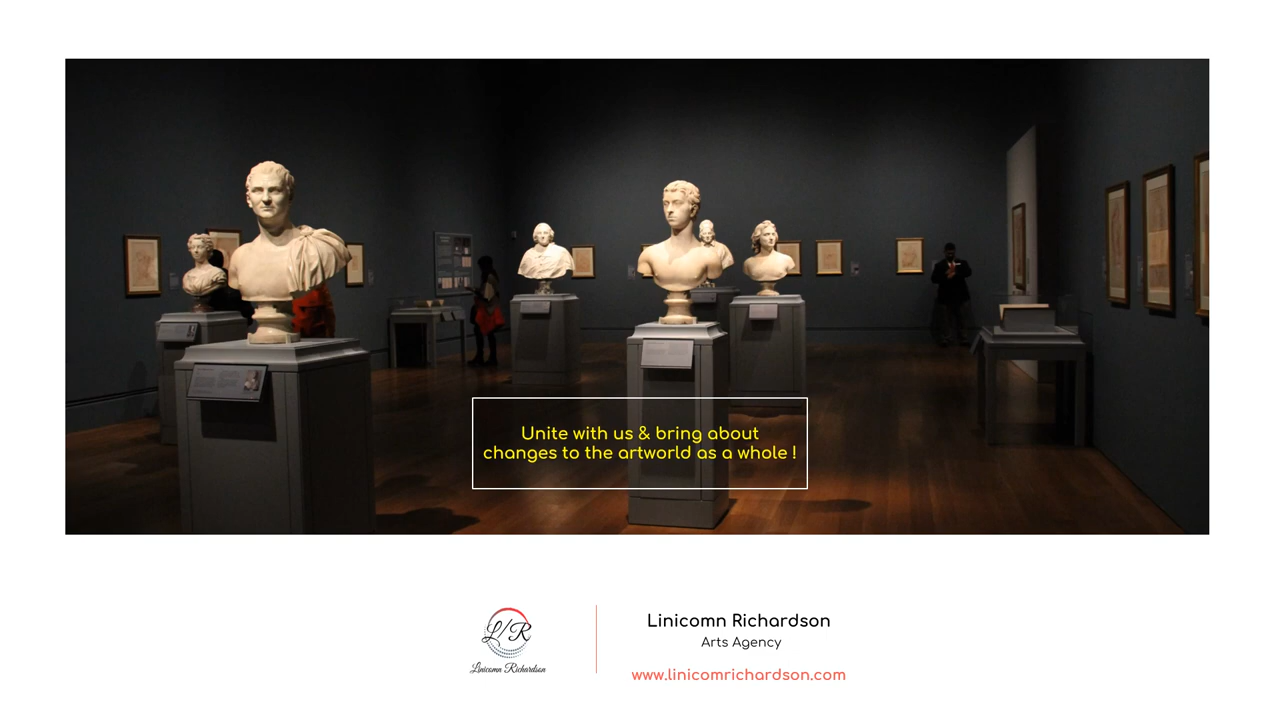 Unite with us & bring about
changes to the artworld as a whole !
L/R
Linicomn Richardson
Linicomn Richardson
Arts Agency
www.linicomrichardson.com